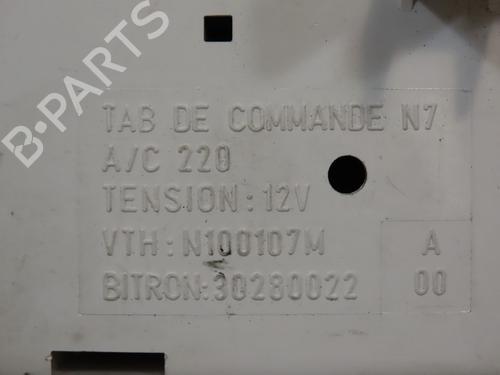 B-PARTS
TAB DE COMMANDE N7
A/C 220
TENSION: 12V
VTH: N100107M
A
BITRON: 30280022
00